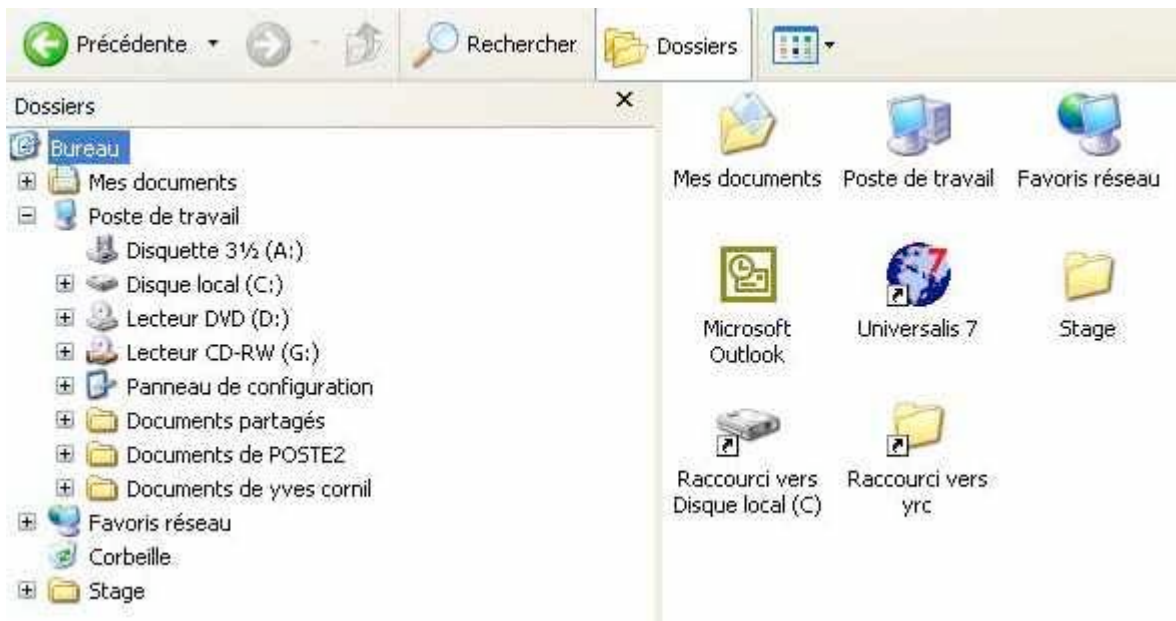 Précédente
Rechercher
Dossiers
Dossiers
Bureau
Mes documents
Poste de travail
Disquette 3½ (A:)
Disque local (C:)
Lecteur DVD (D:)
Lecteur CD-RW (G:)
Panneau de configuration
Documents partagés
Documents de POSTE2
Documents de yves cornil
Favoris réseau
Corbeille
Stage
Mes documents
Poste de travail
Favoris réseau
Microsoft
Outlook
7
Universalis 7
Stage
Raccourci vers
Disque local (C)
Raccourci vers
yrc